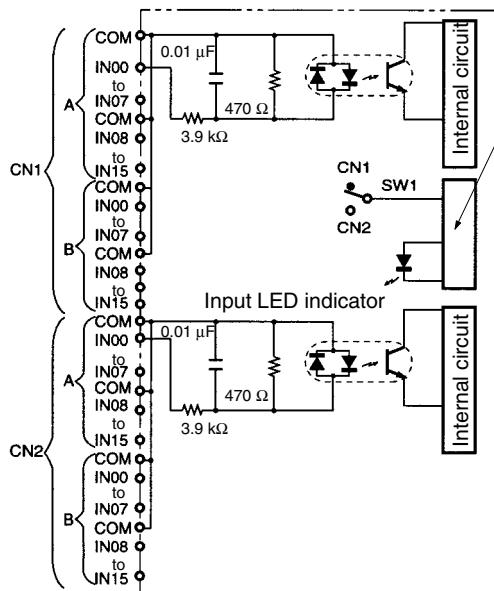 COM
IN00
to
IN07
COM
IN08
to
IN15
COM
IN00
to
IN07
COM
IN08
to
IN15
COM
IN00
to
IN07
COM
IN08
to
IN15
COM
IN00
to
IN07
COM
IN08
to
IN15
A
B
CN1
A
B
CN2
0.01 µF
470 Ω
3.9 kΩ
Internal circuit
CN1
SW1
CN2
Input LED indicator
0.01 µF
470 Ω
3.9 kΩ
Internal circuit